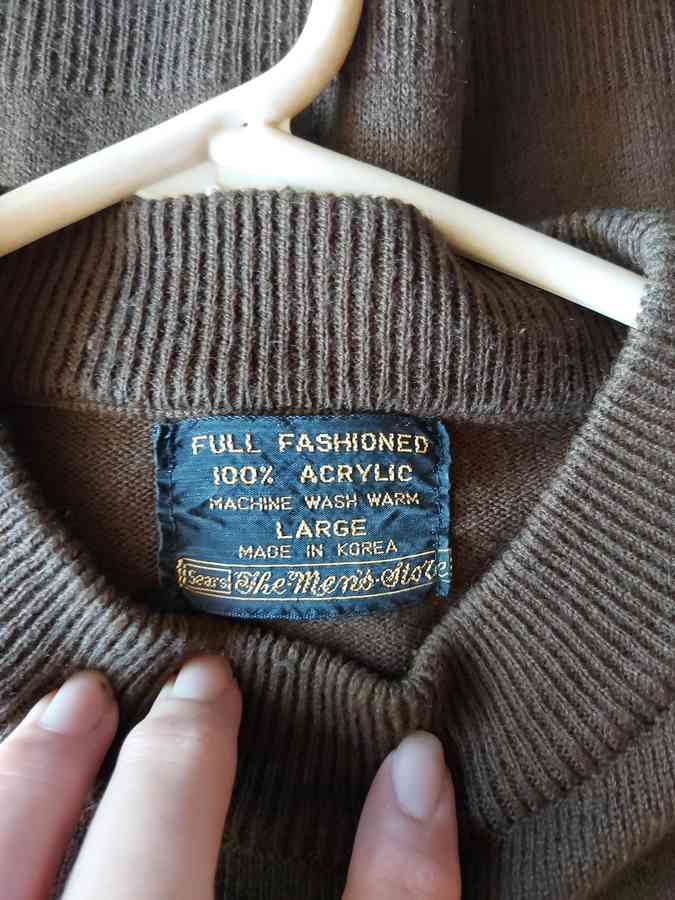 FULL FASHIONED
100% ACRYLIC
MACHINE WASH WARM
LARGE
MADE IN KOREA
Sears The Men's Store